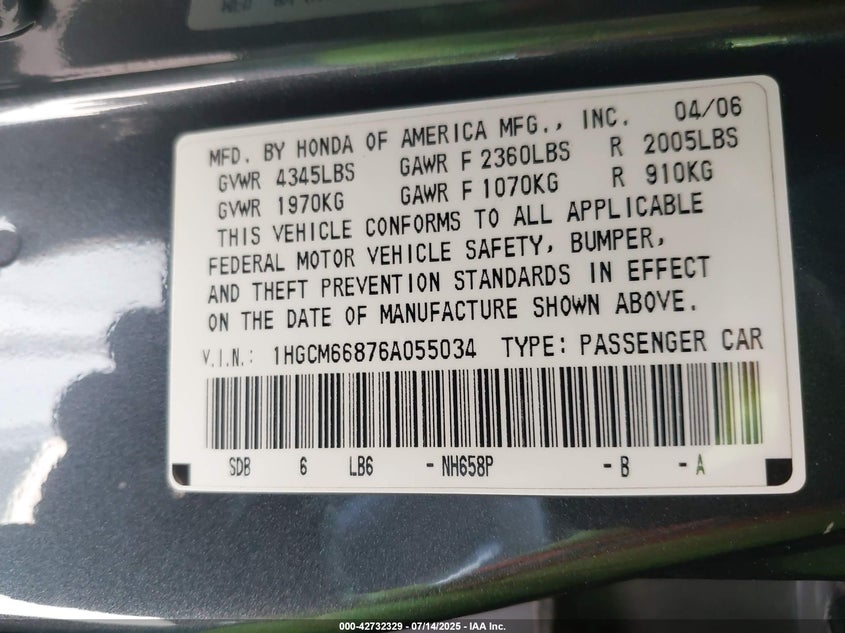 MFD. BY HONDA OF AMERICA MFG., INC. 04/06
GVWR 4345LBS GAWR F 2360LBS R 2005LBS
GVWR 1970KG GAWR F 1070KG R 910KG
THIS VEHICLE CONFORMS TO ALL APPLICABLE
FEDERAL MOTOR VEHICLE SAFETY, BUMPER,
AND THEFT PREVENTION STANDARDS IN EFFECT
ON THE DATE OF MANUFACTURE SHOWN ABOVE.
V.I.N.: 1HGCM66876A055034 TYPE: PASSENGER CAR
SDB 6 LB6 - NH658P - B - A
000-42732329 - 07/14/2025 - IAA Inc.